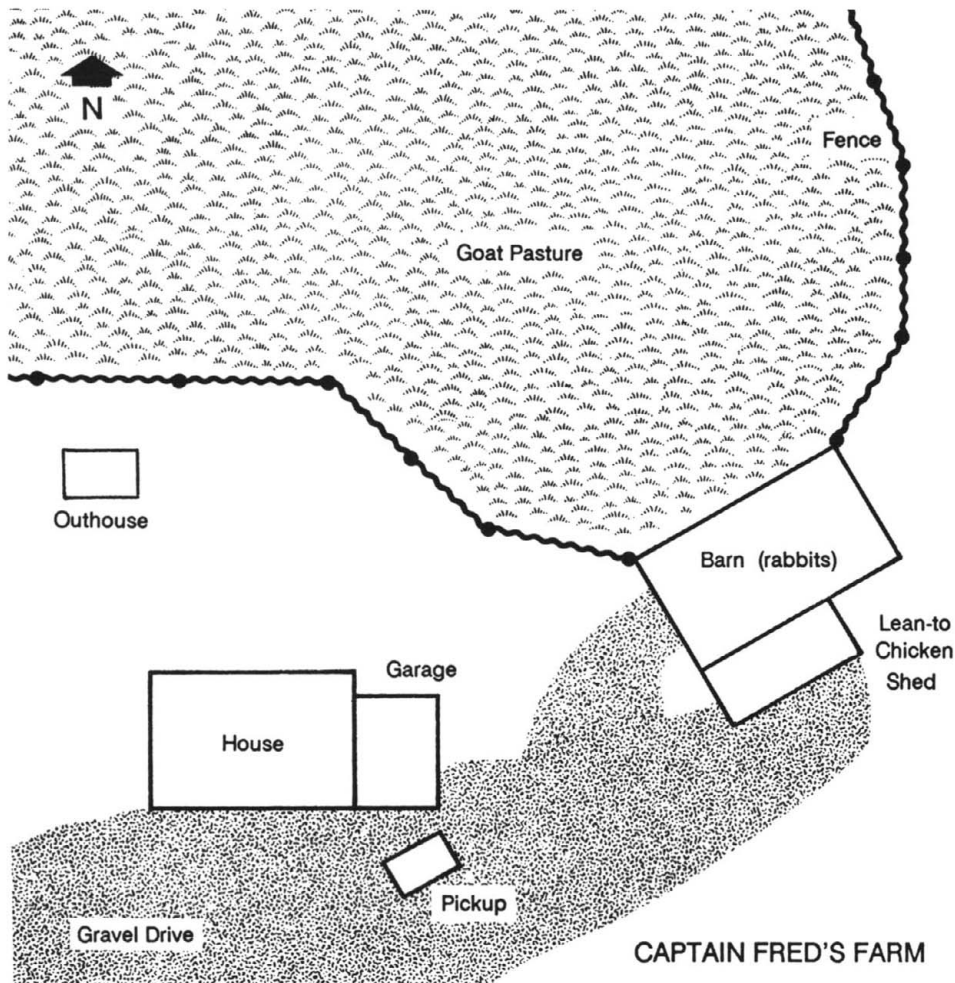 N
Fence
Goat Pasture
Outhouse
Barn (rabbits)
Lean-to
Chicken
Shed
Garage
House
Pickup
Gravel Drive
CAPTAIN FRED'S FARM